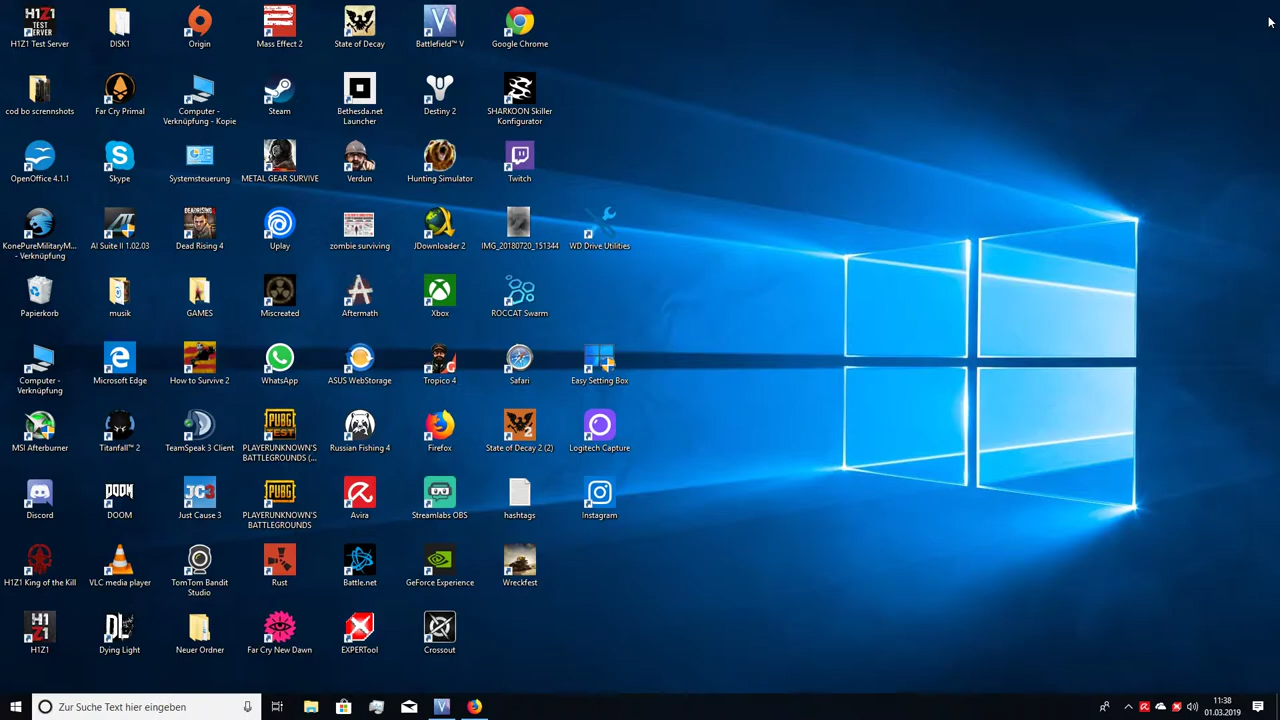 H1Z1 Test Server
DISK1
Origin
Mass Effect 2
State of Decay
Battlefield™ V
Google Chrome
cod bo scrennshots
Far Cry Primal
Computer -
Verknüpfung - Kopie
Steam
Bethesda.net
Launcher
Destiny 2
SHARKOON Skiller
Konfigurator
OpenOffice 4.1.1
Skype
Systemsteuerung
METAL GEAR SURVIVE
Verdun
Hunting Simulator
Twitch
KonePureMilitaryM...
- Verknüpfung
AI Suite II 1.02.03
Dead Rising 4
Uplay
zombie surviving
JDownloader 2
IMG_20180720_151344
WD Drive Utilities
Papierkorb
musik
GAMES
Miscreated
Aftermath
Xbox
ROCCAT Swarm
Computer -
Verknüpfung
Microsoft Edge
How to Survive 2
WhatsApp
ASUS WebStorage
Tropico 4
Safari
Easy Setting Box
MSI Afterburner
Titanfall™ 2
TeamSpeak 3 Client
PLAYERUNKNOWN'S
BATTLEGROUNDS (...
Russian Fishing 4
Firefox
State of Decay 2 (2)
Logitech Capture
Discord
DOOM
Just Cause 3
PLAYERUNKNOWN'S
BATTLEGROUNDS
Avira
Streamlabs OBS
hashtags
Instagram
H1Z1 King of the Kill
VLC media player
TomTom Bandit
Studio
Rust
Battle.net
GeForce Experience
Wreckfest
H1Z1
Dying Light
Neuer Ordner
Far Cry New Dawn
EXPERTool
Crossout
Zur Suche Text hier eingeben
11:38
01.03.2019